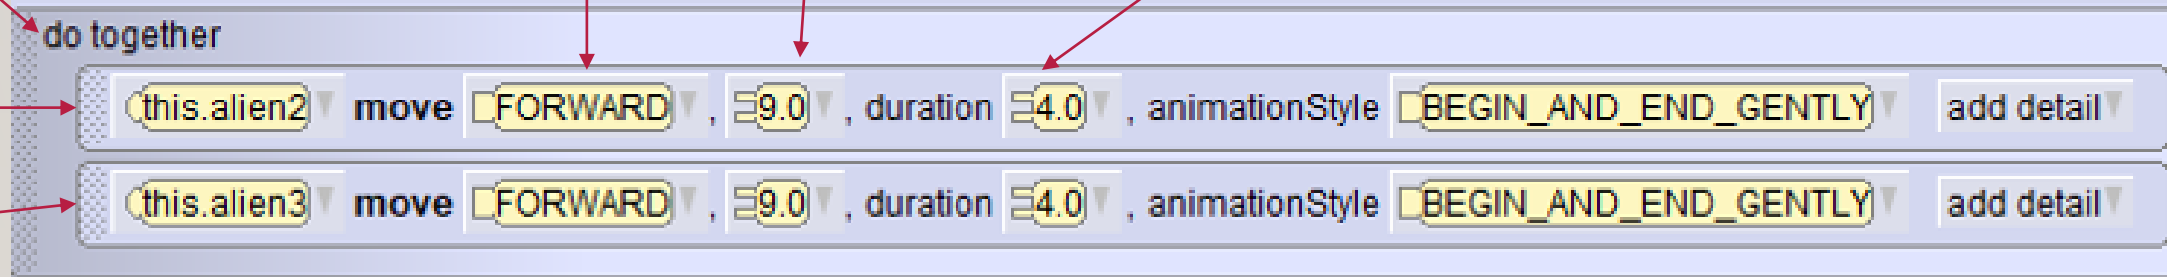 do together
this.alien2 move FORWARD , 9.0 , duration 4.0 , animationStyle BEGIN_AND_END_GENTLY add detail
this.alien3 move FORWARD , 9.0 , duration 4.0 , animationStyle BEGIN_AND_END_GENTLY add detail